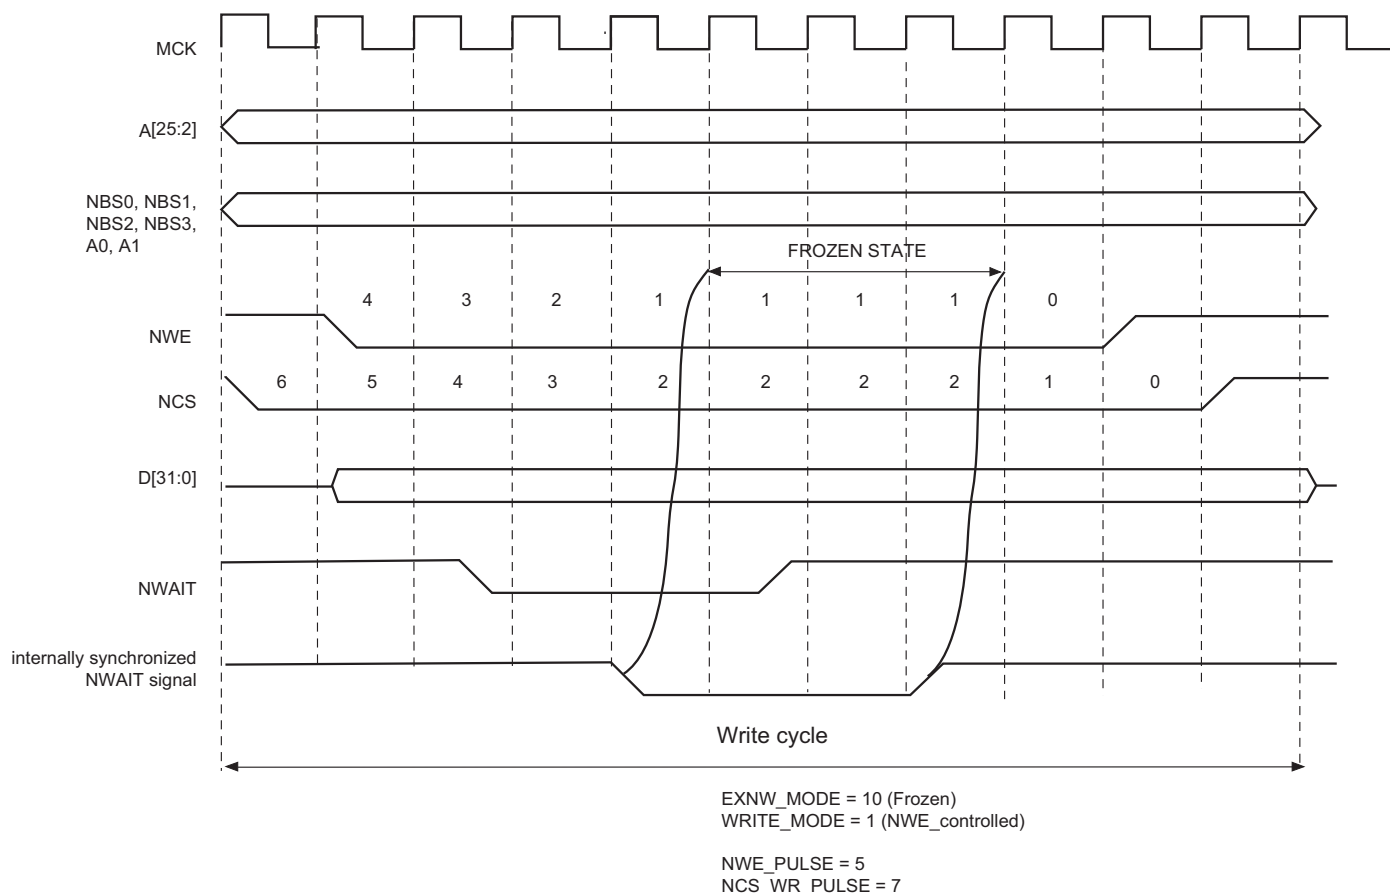 MCK
A[25:2]
NBS0, NBS1,
NBS2, NBS3,
A0, A1
FROZEN STATE
4 3 2 1 1 1 1 0
NWE
6 5 4 3 2 2 2 2 1 0
NCS
D[31:0]
NWAIT
internally synchronized
NWAIT signal
Write cycle
EXNW_MODE = 10 (Frozen)
WRITE_MODE = 1 (NWE_controlled)
NWE_PULSE = 5
NCS_WR_PULSE = 7